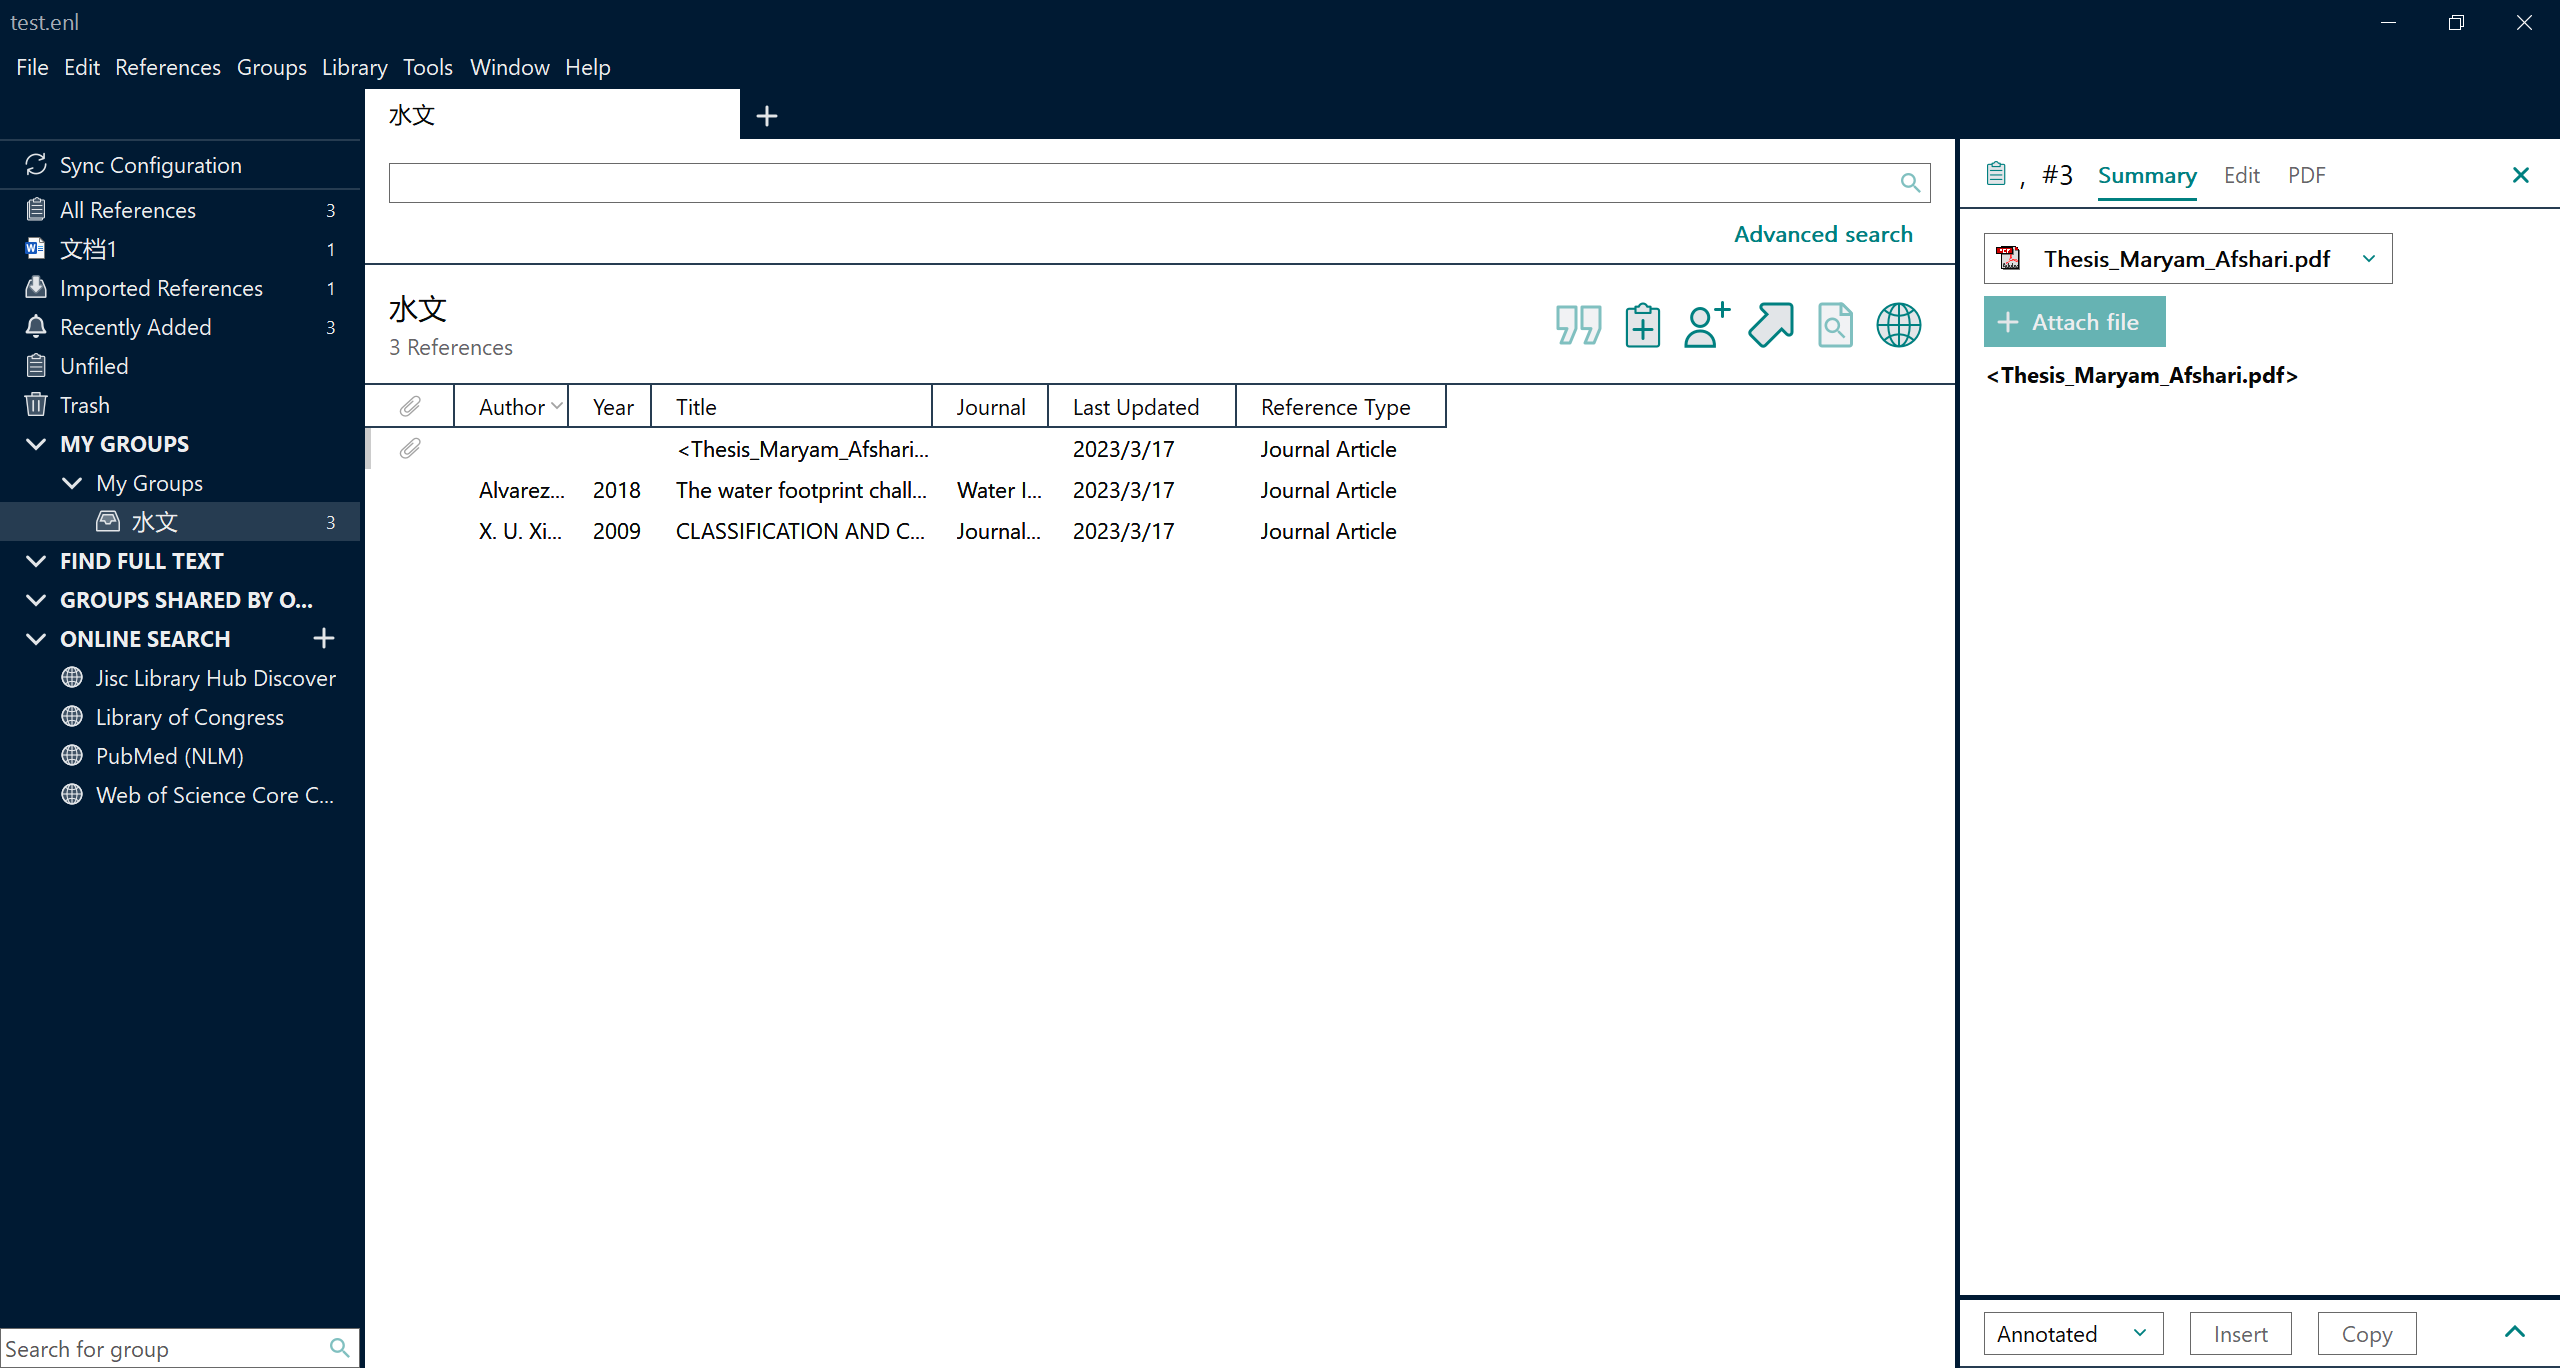 test.enl
File Edit References Groups Library Tools Window Help
水文
Sync Configuration
All References 3
文档1 1
Imported References 1
Recently Added 3
Unfiled
Trash
MY GROUPS
My Groups
水文 3
FIND FULL TEXT
GROUPS SHARED BY O...
ONLINE SEARCH
Jisc Library Hub Discover
Library of Congress
PubMed (NLM)
Web of Science Core C...
Search for group
Advanced search
水文
3 References
Author Year Title Journal Last Updated Reference Type
<Thesis_Maryam_Afshari... 2023/3/17 Journal Article
Alvarez... 2018 The water footprint chall... Water I... 2023/3/17 Journal Article
X. U. Xi... 2009 CLASSIFICATION AND C... Journal... 2023/3/17 Journal Article
, #3 Summary Edit PDF
Thesis_Maryam_Afshari.pdf
Attach file
<Thesis_Maryam_Afshari.pdf>
Annotated Insert Copy